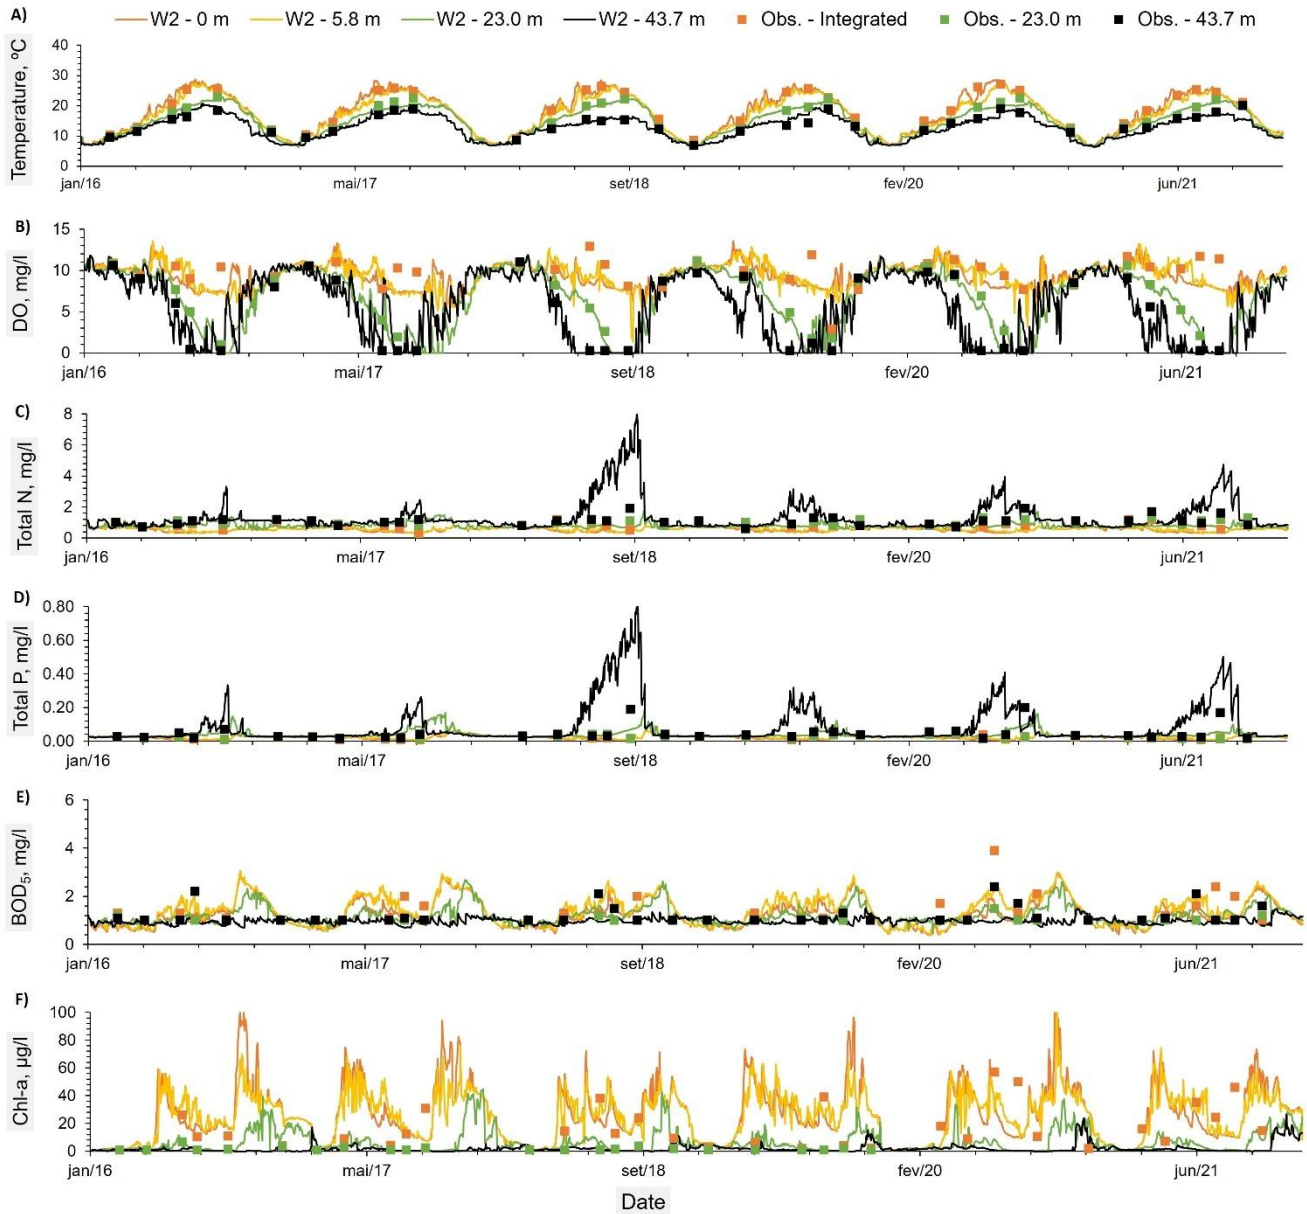 A) W2 - 0 m W2 - 5.8 m W2 - 23.0 m W2 - 43.7 m Obs. - Integrated Obs. - 23.0 m Obs. - 43.7 m
Temperature, ºC
40
30
20
10
0
jan/16 mai/17 set/18 fev/20 jun/21
B)
DO, mg/l
15
10
5
0
jan/16 mai/17 set/18 fev/20 jun/21
C)
Total N, mg/l
8
6
4
2
0
jan/16 mai/17 set/18 fev/20 jun/21
D)
Total P, mg/l
0.80
0.60
0.40
0.20
0.00
jan/16 mai/17 set/18 fev/20 jun/21
E)
BOD₅, mg/l
6
4
2
0
jan/16 mai/17 set/18 fev/20 jun/21
F)
Chl-a, µg/l
100
80
60
40
20
0
jan/16 mai/17 set/18 fev/20 jun/21
Date